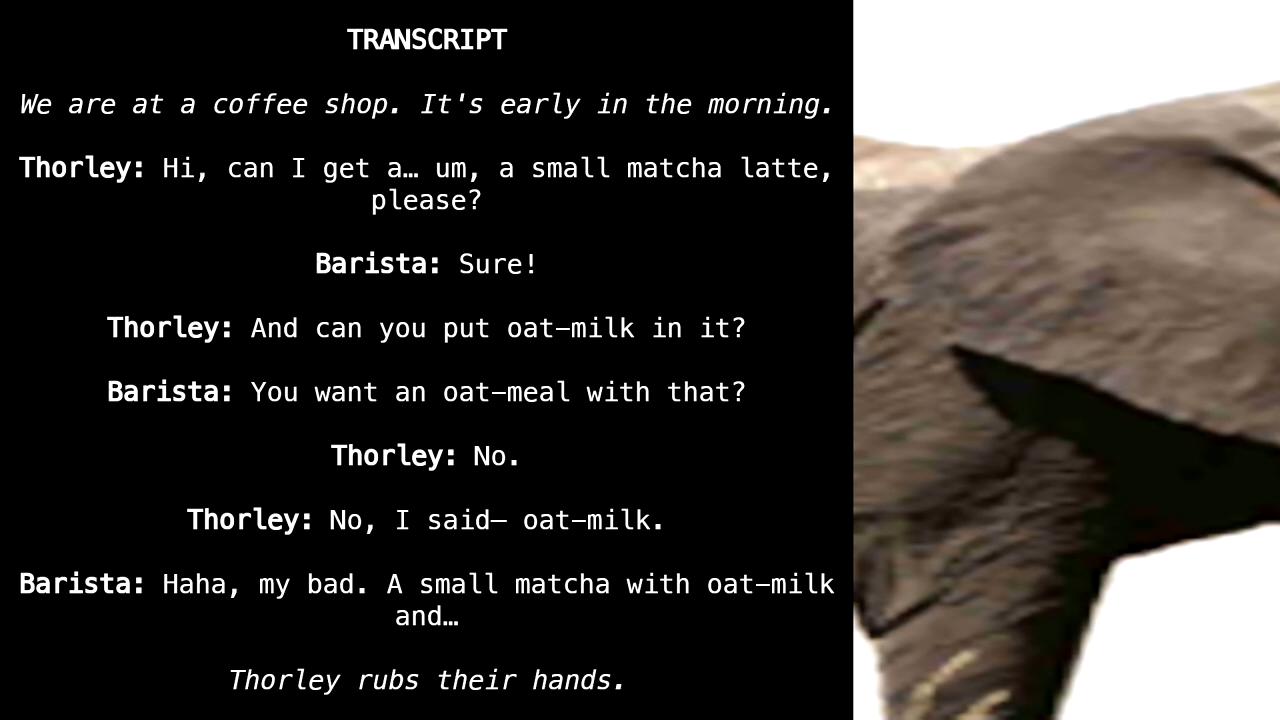 TRANSCRIPT
We are at a coffee shop. It's early in the morning.
Thorley: Hi, can I get a… um, a small matcha latte,
please?
Barista: Sure!
Thorley: And can you put oat–milk in it?
Barista: You want an oat–meal with that?
Thorley: No.
Thorley: No, I said— oat–milk.
Barista: Haha, my bad. A small matcha with oat–milk
and…
Thorley rubs their hands.